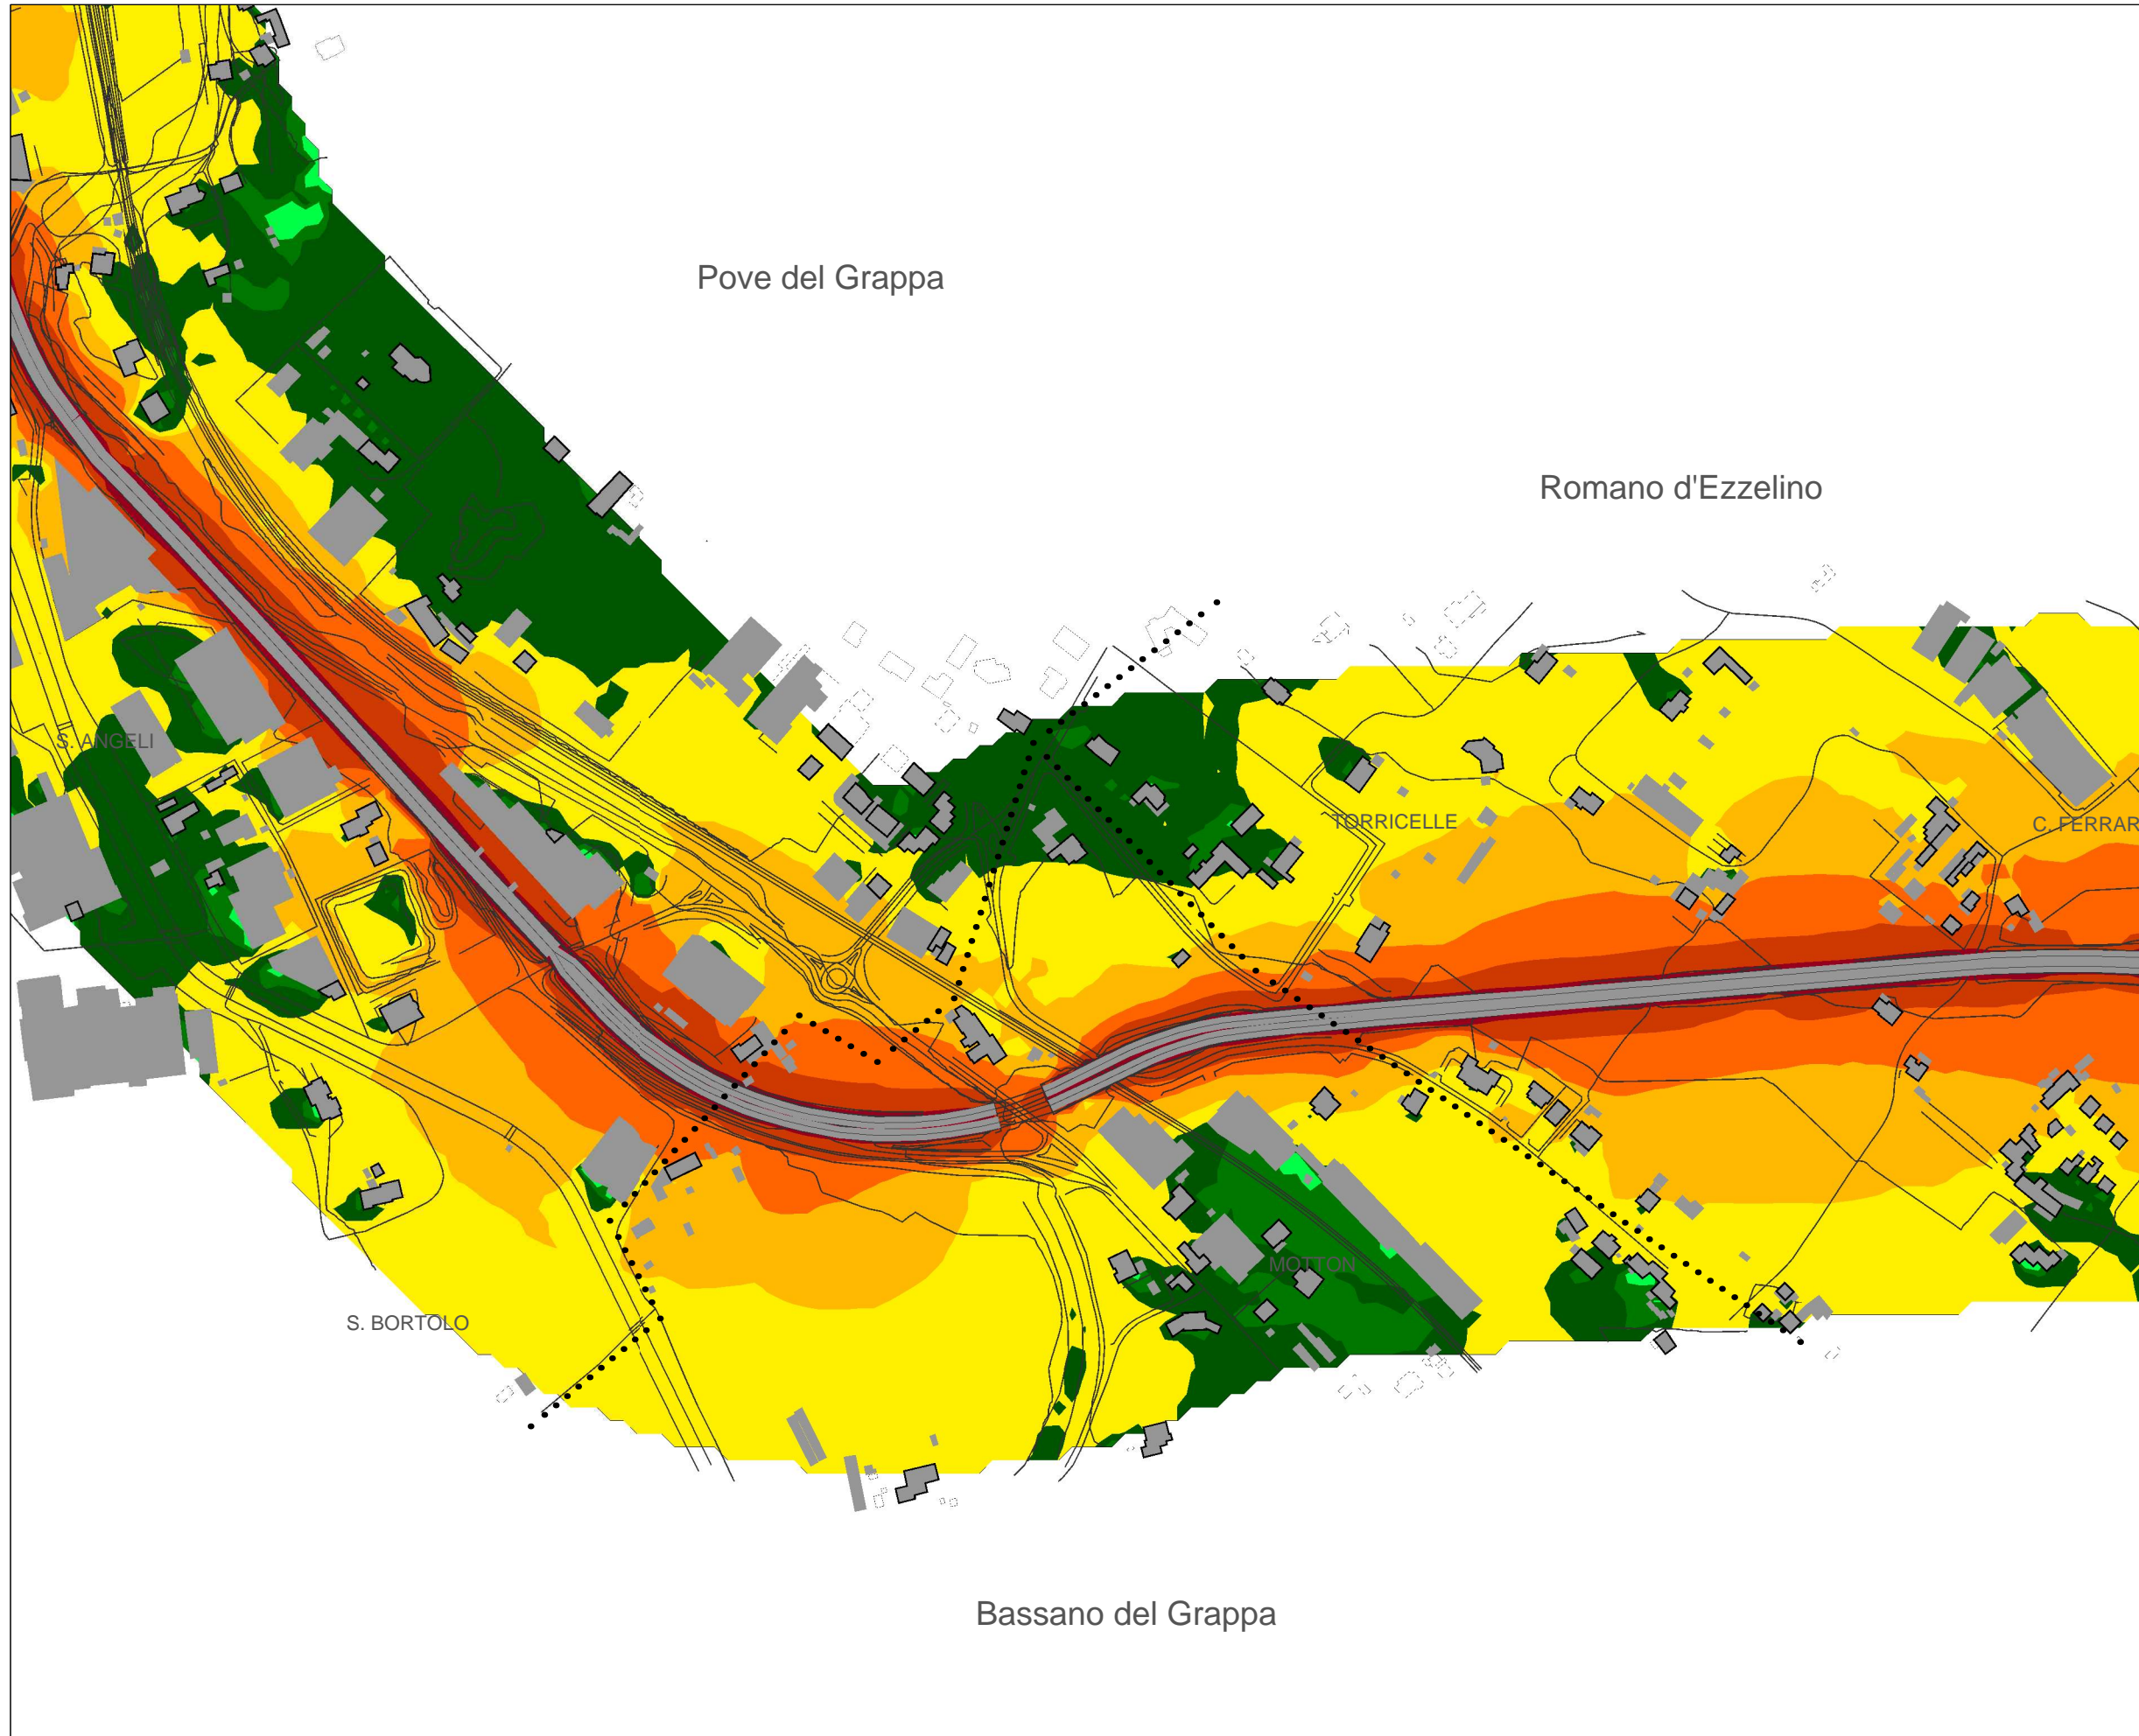 Pove del Grappa
Romano d'Ezzelino
S. ANGELI
TORRICELLE
C. FERRAR
MOTTON
S. BORTOLO
Bassano del Grappa